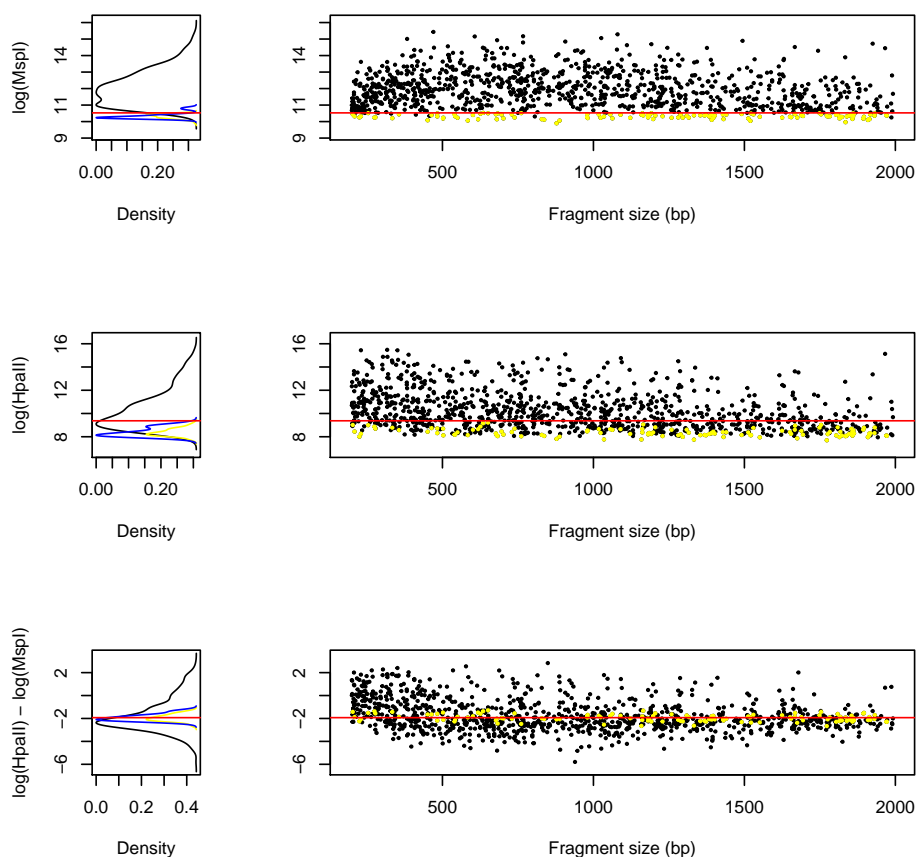 log(MspI)
14
11
9
0.00 0.20
Density
500 1000 1500 2000
Fragment size (bp)
log(HpaII)
16
12
8
16
12
8
0.00 0.20
Density
500 1000 1500 2000
Fragment size (bp)
log(HpaII) − log(MspI)
2
−2
−6
2
−2
−6
0.0 0.2 0.4
Density
500 1000 1500 2000
Fragment size (bp)